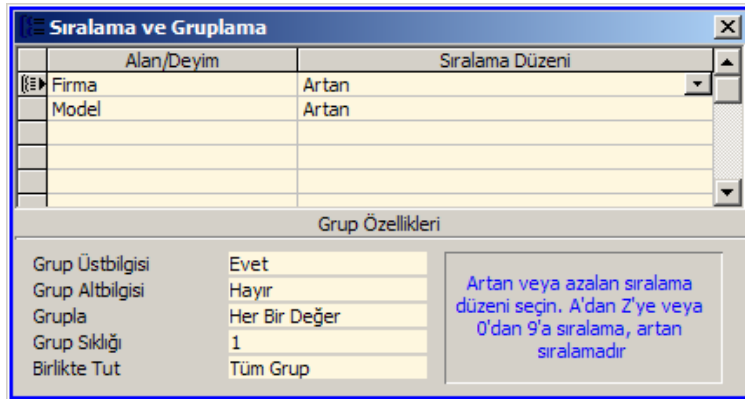 Sıralama ve Gruplama
Alan/Deyim Sıralama Düzeni
Firma Artan
Model Artan
Grup Özellikleri
Grup Üstbilgisi Evet
Grup Altbilgisi Hayır
Grupla Her Bir Değer
Grup Sıklığı 1
Birlikte Tut Tüm Grup
Artan veya azalan sıralama
düzeni seçin. A'dan Z'ye veya
0'dan 9'a sıralama, artan
sıralamadır